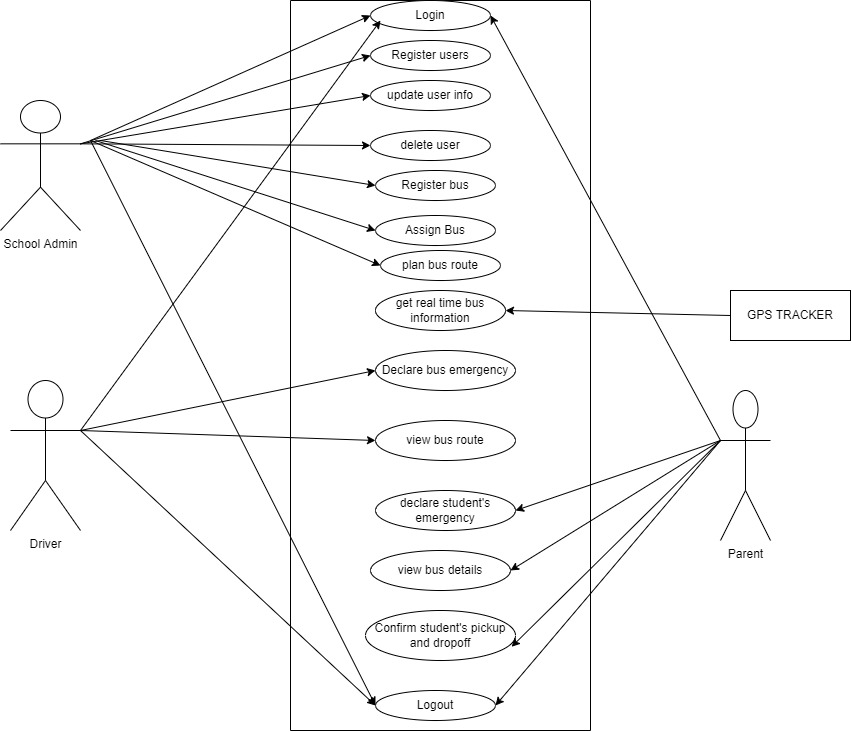 Login
Register users
update user info
delete user
Register bus
School Admin
Assign Bus
plan bus route
get real time bus
information
GPS TRACKER
Declare bus emergency
view bus route
declare student's
emergency
Driver
Parent
view bus details
Confirm student's pickup
and dropoff
Logout